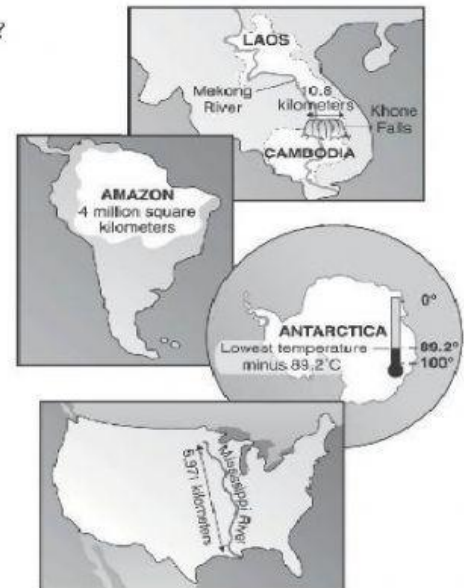 ?
LAOS
Mekong
River
10.8
kilometers
Khone
Falls
CAMBODIA
AMAZON
4 million square
kilometers
0°
ANTARCTICA
Lowest temperature
minus 89.2°C
89.2°
100°
5,971 kilometers
Mississippi River